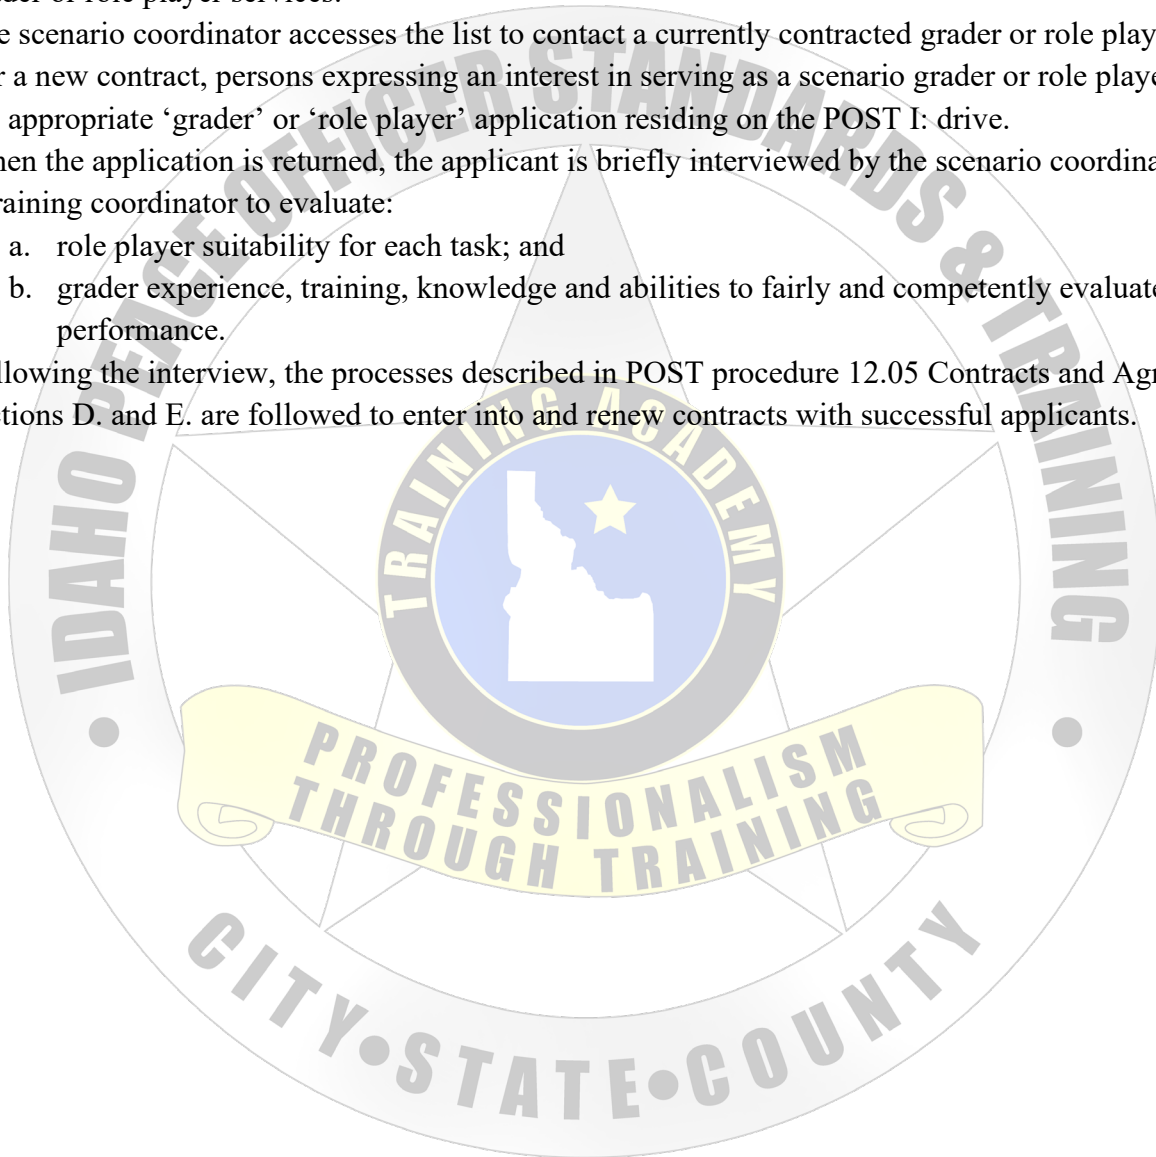 der of role player services.
e scenario coordinator accesses the list to contact a currently contracted grader or role play
r a new contract, persons expressing an interest in serving as a scenario grader or role playe
appropriate ‘grader’ or ‘role player’ application residing on the POST I: drive.
hen the application is returned, the applicant is briefly interviewed by the scenario coordina
raining coordinator to evaluate:
a. role player suitability for each task; and
b. grader experience, training, knowledge and abilities to fairly and competently evaluate
performance.
llowing the interview, the processes described in POST procedure 12.05 Contracts and Agr
ctions D. and E. are followed to enter into and renew contracts with successful applicants.
• IDAHO PEACE OFFICER STANDARDS & TRAINING •
TRAINING ACADEMY
PROFESSIONALISM
THROUGH TRAINING
CITY•STATE•COUNTY